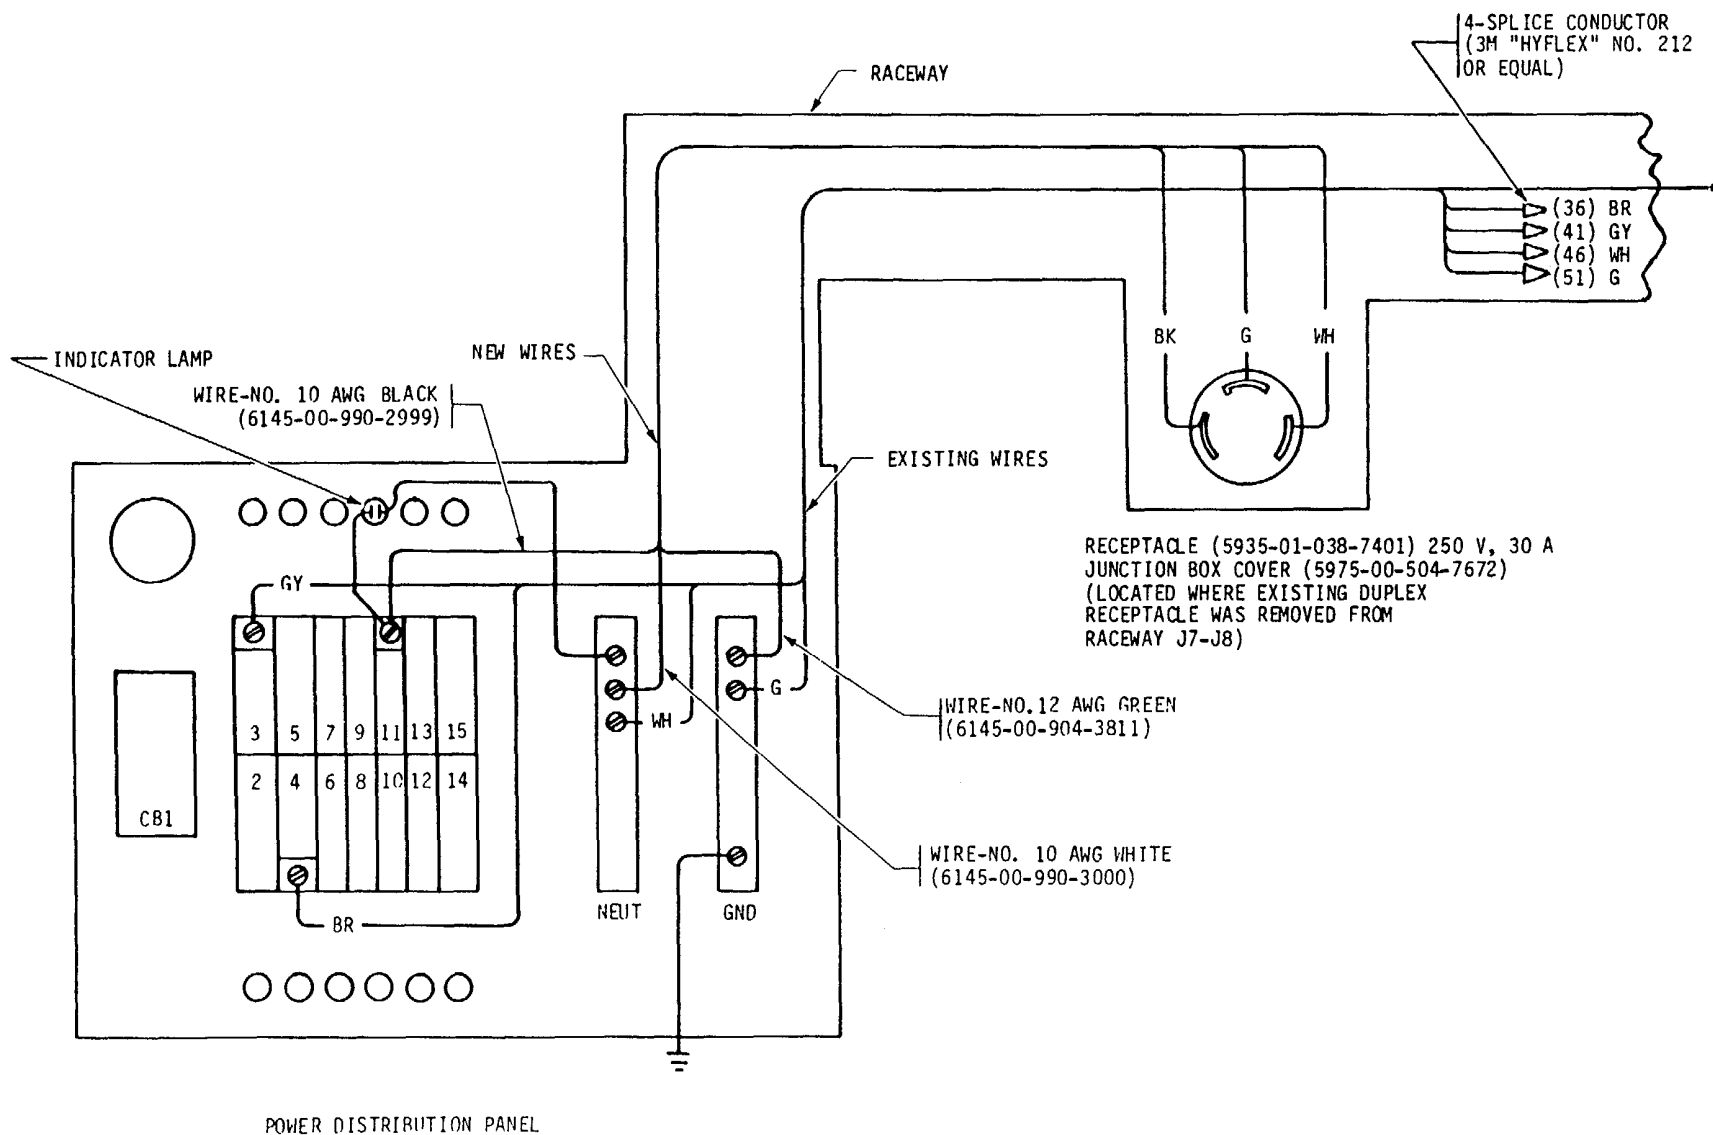 4-SPLICE CONDUCTOR
(3M "HYFLEX" NO. 212
OR EQUAL)
RACEWAY
(36) BR
(41) GY
(46) WH
(51) G
BK G WH
INDICATOR LAMP
NEW WIRES
WIRE-NO. 10 AWG BLACK
(6145-00-990-2999)
EXISTING WIRES
RECEPTACLE (5935-01-038-7401) 250 V, 30 A
JUNCTION BOX COVER (5975-00-504-7672)
(LOCATED WHERE EXISTING DUPLEX
RECEPTACLE WAS REMOVED FROM
RACEWAY J7-J8)
GY
G
WH
WIRE-NO.12 AWG GREEN
(6145-00-904-3811)
3 5 7 9 11 13 15
2 4 6 8 10 12 14
CB1
WIRE-NO. 10 AWG WHITE
(6145-00-990-3000)
NEUT
GND
BR
POWER DISTRIBUTION PANEL